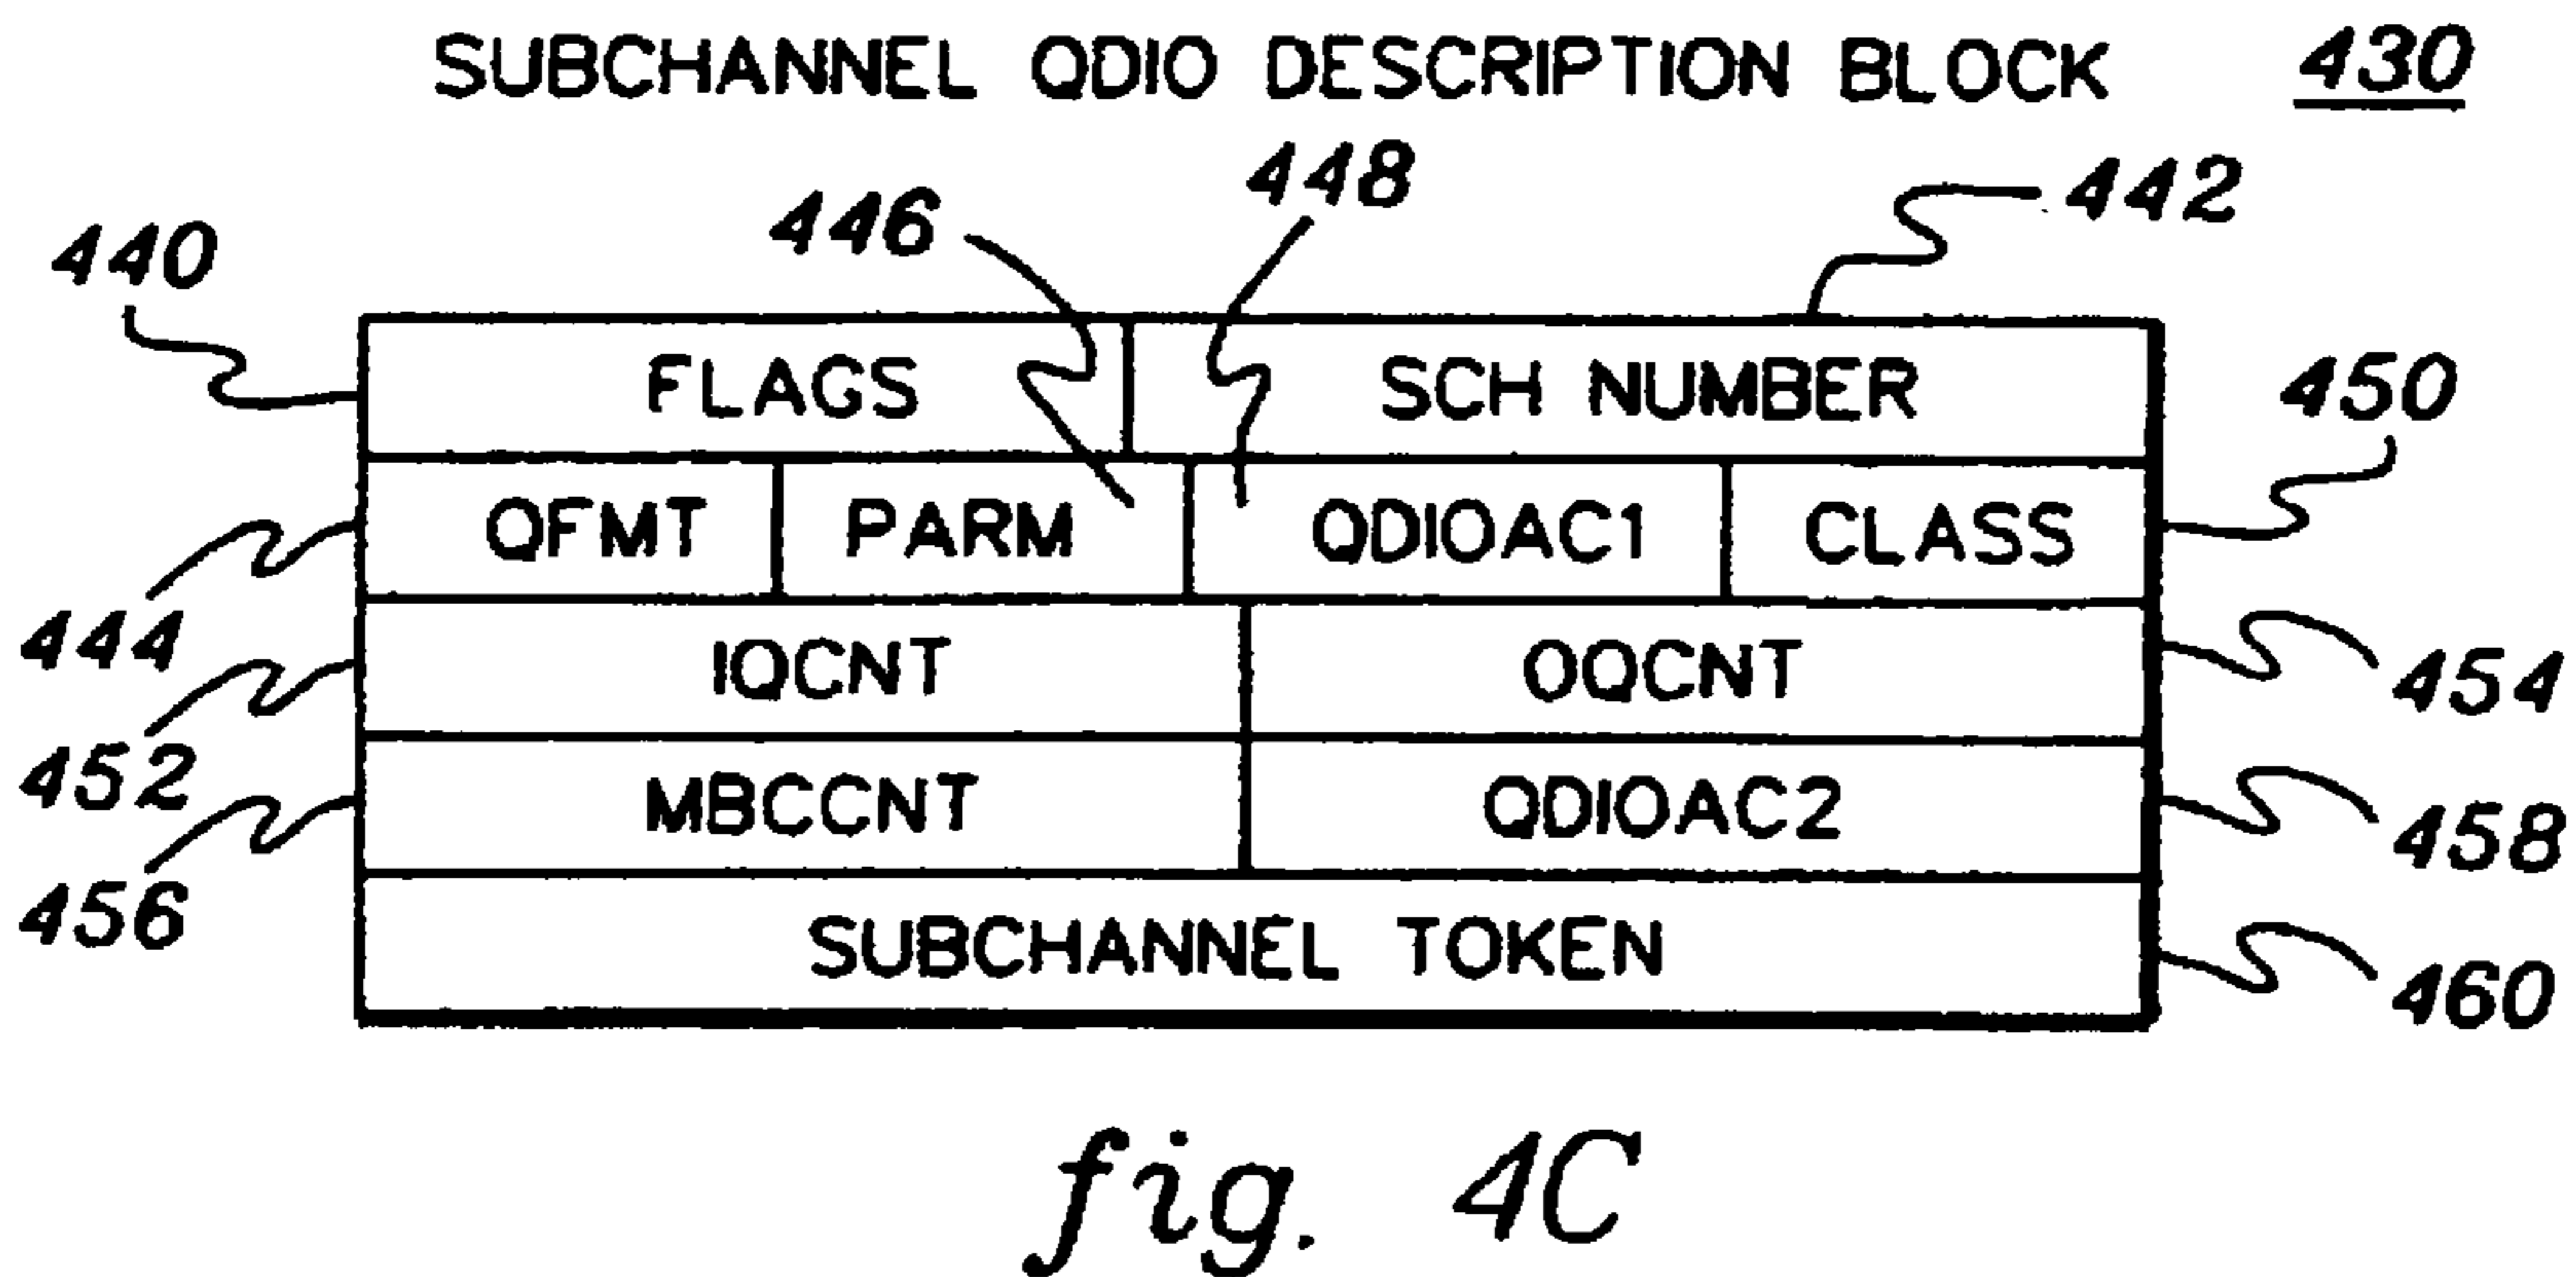 SUBCHANNEL QDIO DESCRIPTION BLOCK 430
446 448 442
440
FLAGS SCH NUMBER
450
QFMT PARM QDIOAC1 CLASS
444
IQCNT OQCNT
452 454
MBCCNT QDIOAC2
456 458
SUBCHANNEL TOKEN
460
fig. 4C